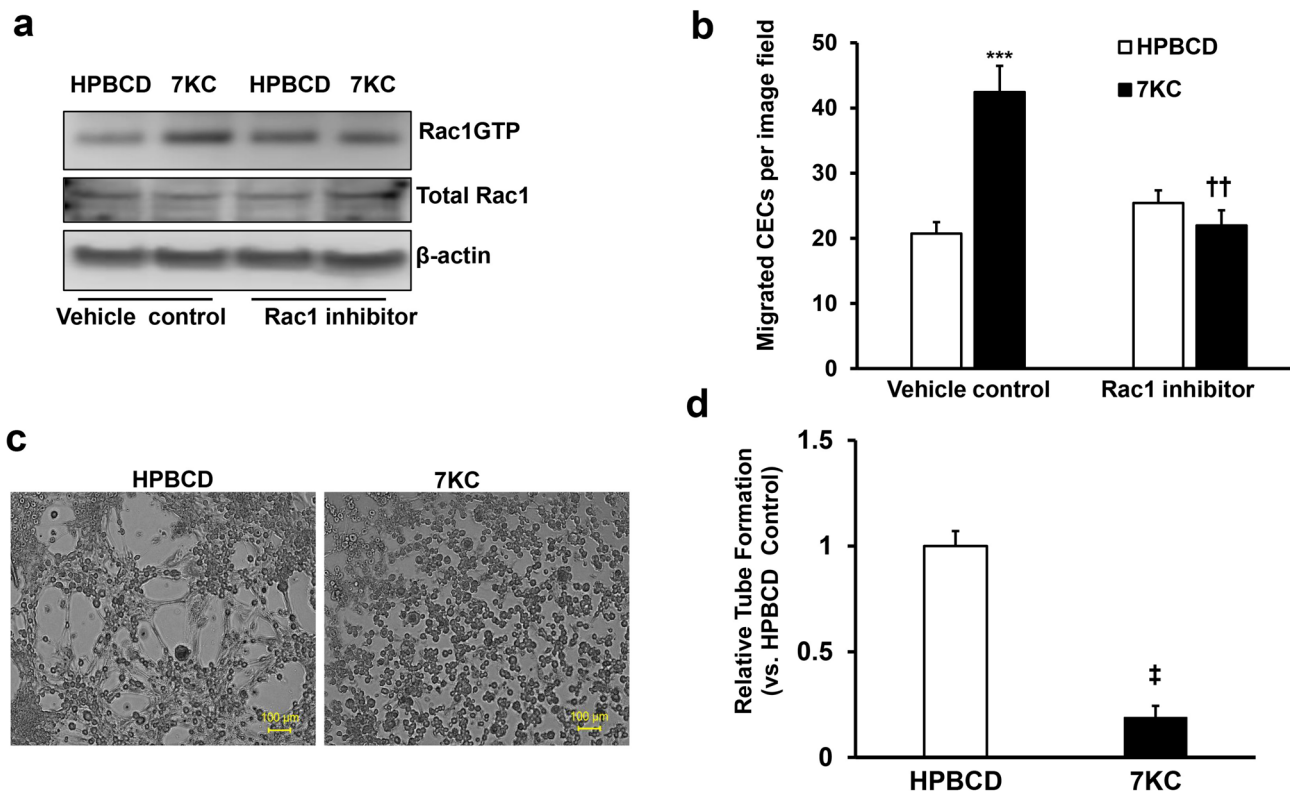 a
HPBCD 7KC HPBCD 7KC
Rac1GTP
Total Rac1
β-actin
Vehicle control Rac1 inhibitor
b
Migrated CECs per image field
50
40
30
20
10
0
HPBCD
7KC
***
††
Vehicle control Rac1 inhibitor
c
HPBCD 7KC
100 µm
100 µm
d
Relative Tube Formation
(vs. HPBCD Control)
1.5
1
0.5
0
‡
HPBCD 7KC